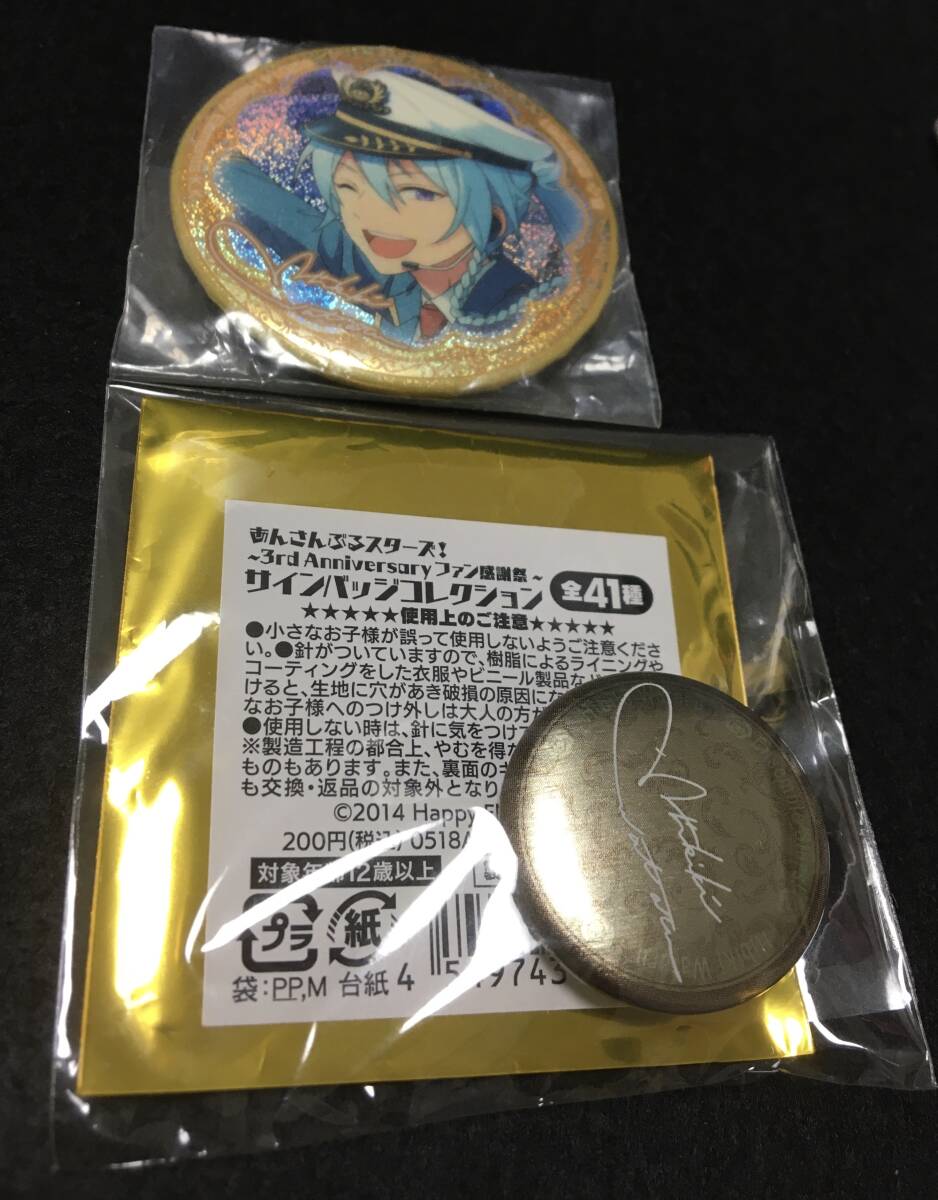 あんさんぶるスターズ!
~3rd Anniversaryファン感謝祭~
サインバッジコレクション 全41種
★★★★★使用上のご注意★★★★★
●小さなお子様が誤って使用しないようご注意くださ
い。●針がついていますので、樹脂によるライニングや
コーティングをした衣服やビニール製品など
けると、生地に穴があき破損の原因にな
なお子様へのつけ外しは大人の方が
●使用しない時は、針に気をつけて
※製造工程の都合上、やむを得
ものもあります。また、裏面の
も交換・返品の対象外となり
©2014 Happy El
200円(税込) 0518A
対象年齢12歳以上
プラ 紙
袋:PP,M 台紙4